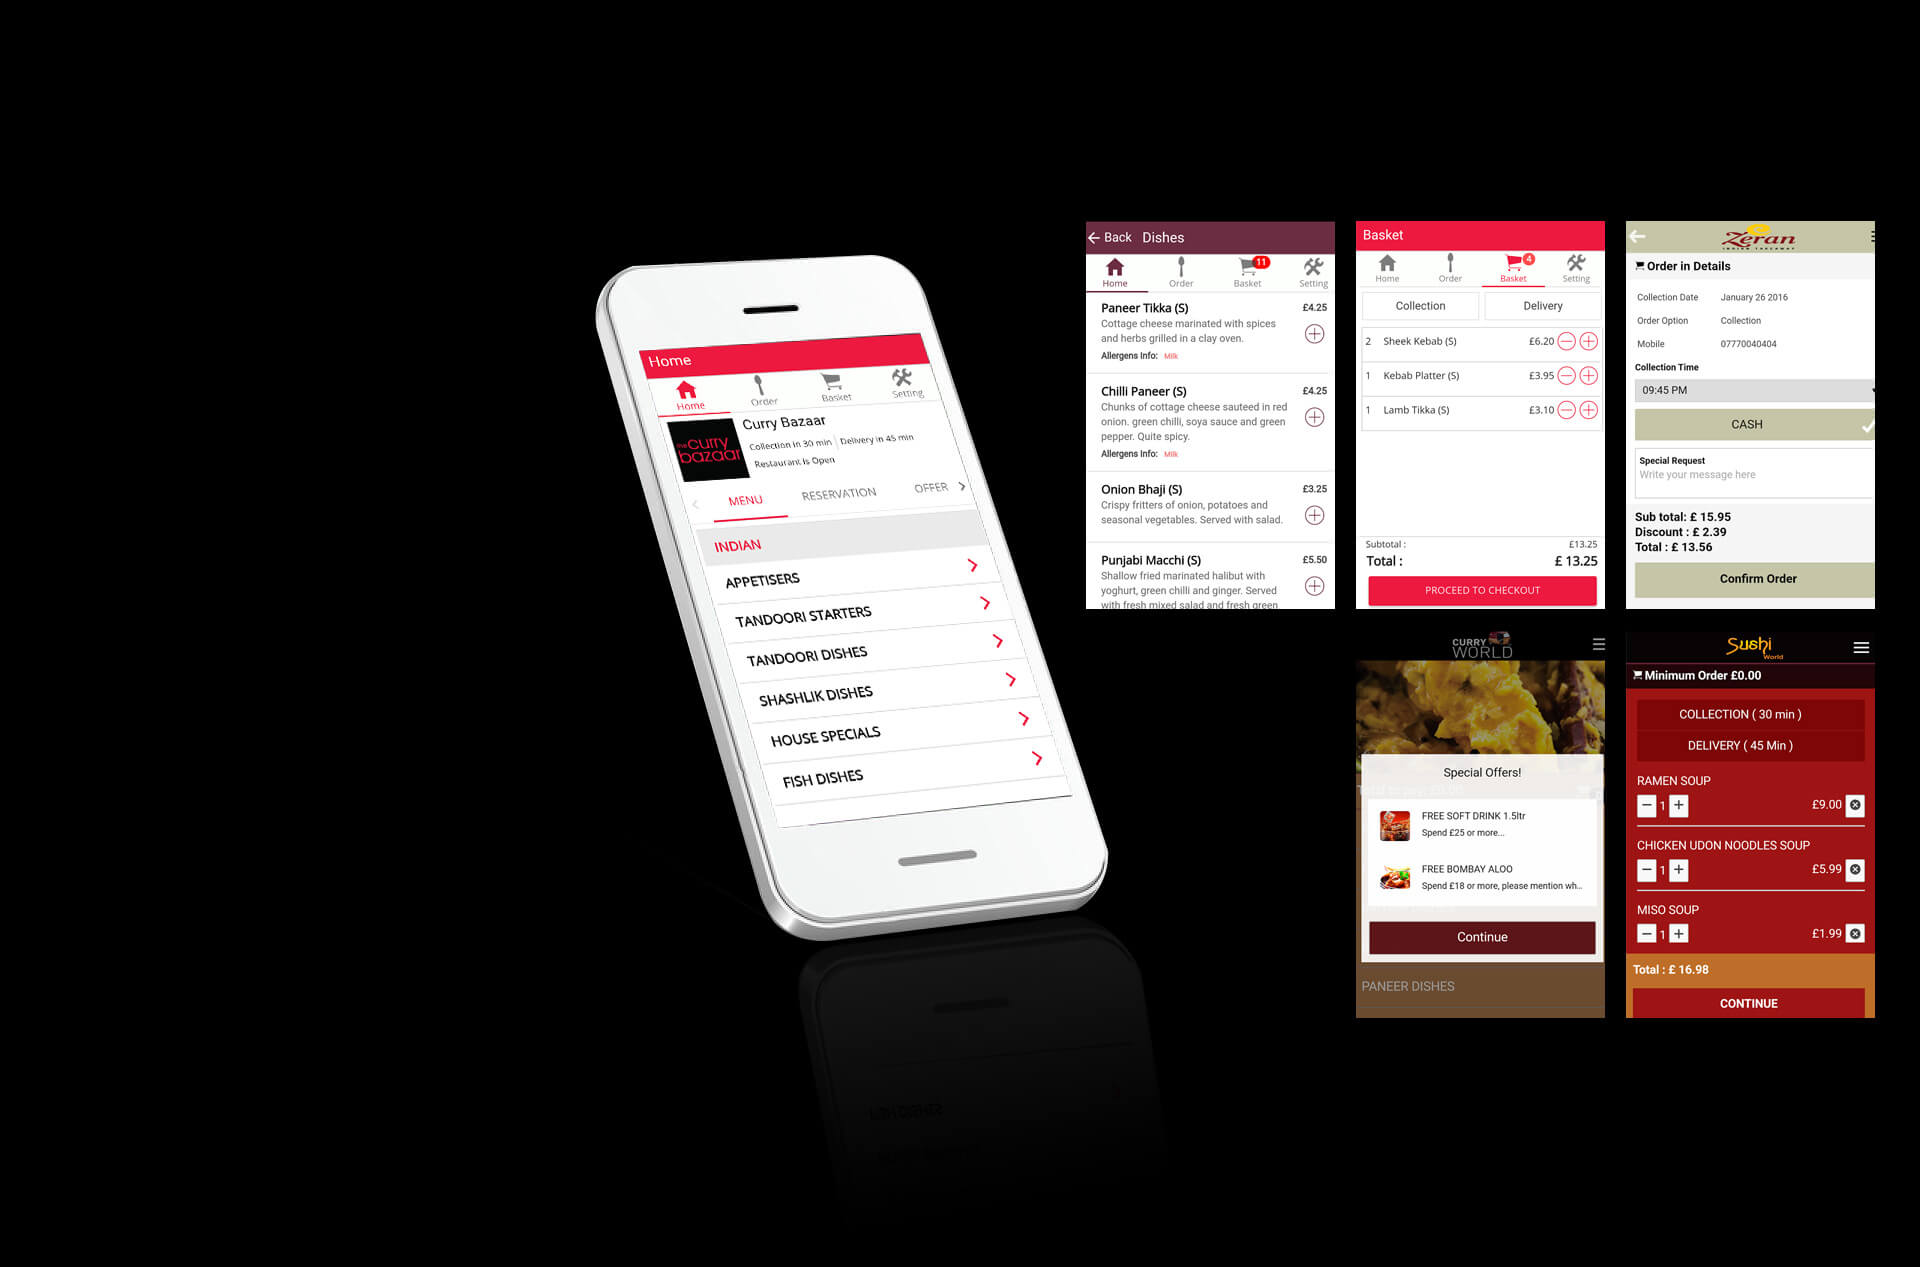 Home
Home
Order
Basket
Setting
the curry
bazaar
Curry Bazaar
Collection in 30 min
Delivery in 45 min
Restaurant Is Open
MENU
RESERVATION
OFFER
INDIAN
APPETISERS
TANDOORI STARTERS
TANDOORI DISHES
SHASHLIK DISHES
HOUSE SPECIALS
FISH DISHES
Back Dishes
Home
Order
11
Basket
Setting
Paneer Tikka (S) £4.25
Cottage cheese marinated with spices
and herbs grilled in a clay oven.
Allergens Info: Milk
Chilli Paneer (S) £4.25
Chunks of cottage cheese sauteed in red
onion. green chilli, soya sauce and green
pepper. Quite spicy.
Allergens Info: Milk
Onion Bhaji (S) £3.25
Crispy fritters of onion, potatoes and
seasonal vegetables. Served with salad.
Punjabi Macchi (S) £5.50
Shallow fried marinated halibut with
yoghurt, green chilli and ginger. Served
with fresh mixed salad and fresh green
Basket
Home
Order
4
Basket
Setting
Collection
Delivery
2 Sheek Kebab (S) £6.20
1 Kebab Platter (S) £3.95
1 Lamb Tikka (S) £3.10
Subtotal : £13.25
Total : £ 13.25
PROCEED TO CHECKOUT
Zeran
INDIAN TAKEAWAY
Order in Details
Collection Date January 26 2016
Order Option Collection
Mobile 07770040404
Collection Time
09:45 PM
CASH
Special Request
Write your message here
Sub total: £ 15.95
Discount : £ 2.39
Total : £ 13.56
Confirm Order
CURRY
WORLD
Special Offers!
Total to pay: £0.00
FREE SOFT DRINK 1.5ltr
Spend £25 or more...
FREE BOMBAY ALOO
Spend £18 or more, please mention wh...
Continue
PANEER DISHES
Sushi
World
Minimum Order £0.00
COLLECTION ( 30 min )
DELIVERY ( 45 Min )
RAMEN SOUP
1 £9.00
CHICKEN UDON NOODLES SOUP
1 £5.99
MISO SOUP
1 £1.99
Total : £ 16.98
CONTINUE